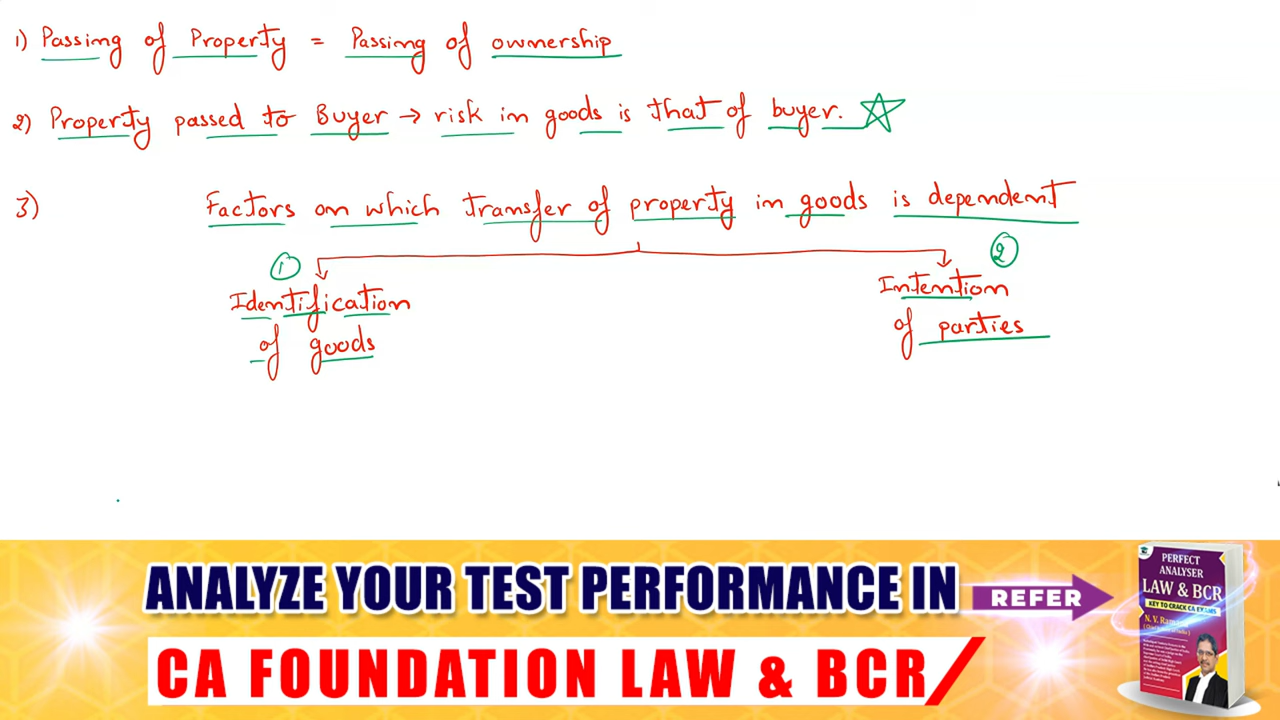 1) Passing of Property = Passing of ownership
2) Property passed to Buyer → risk in goods is that of buyer.
3) Factors on which transfer of property in goods is dependent
① ②
Identification
of goods
Intention
of parties
ANALYZE YOUR TEST PERFORMANCE IN
REFER
CA FOUNDATION LAW & BCR
PERFECT
ANALYSER
LAW & BCR
KEY TO CRACK CA EXAMS